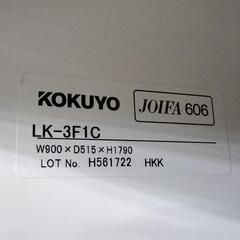 KOKUYO JOIFA 606
LK-3F1C
W900×D515×H1790
LOT No. H561722 HKK